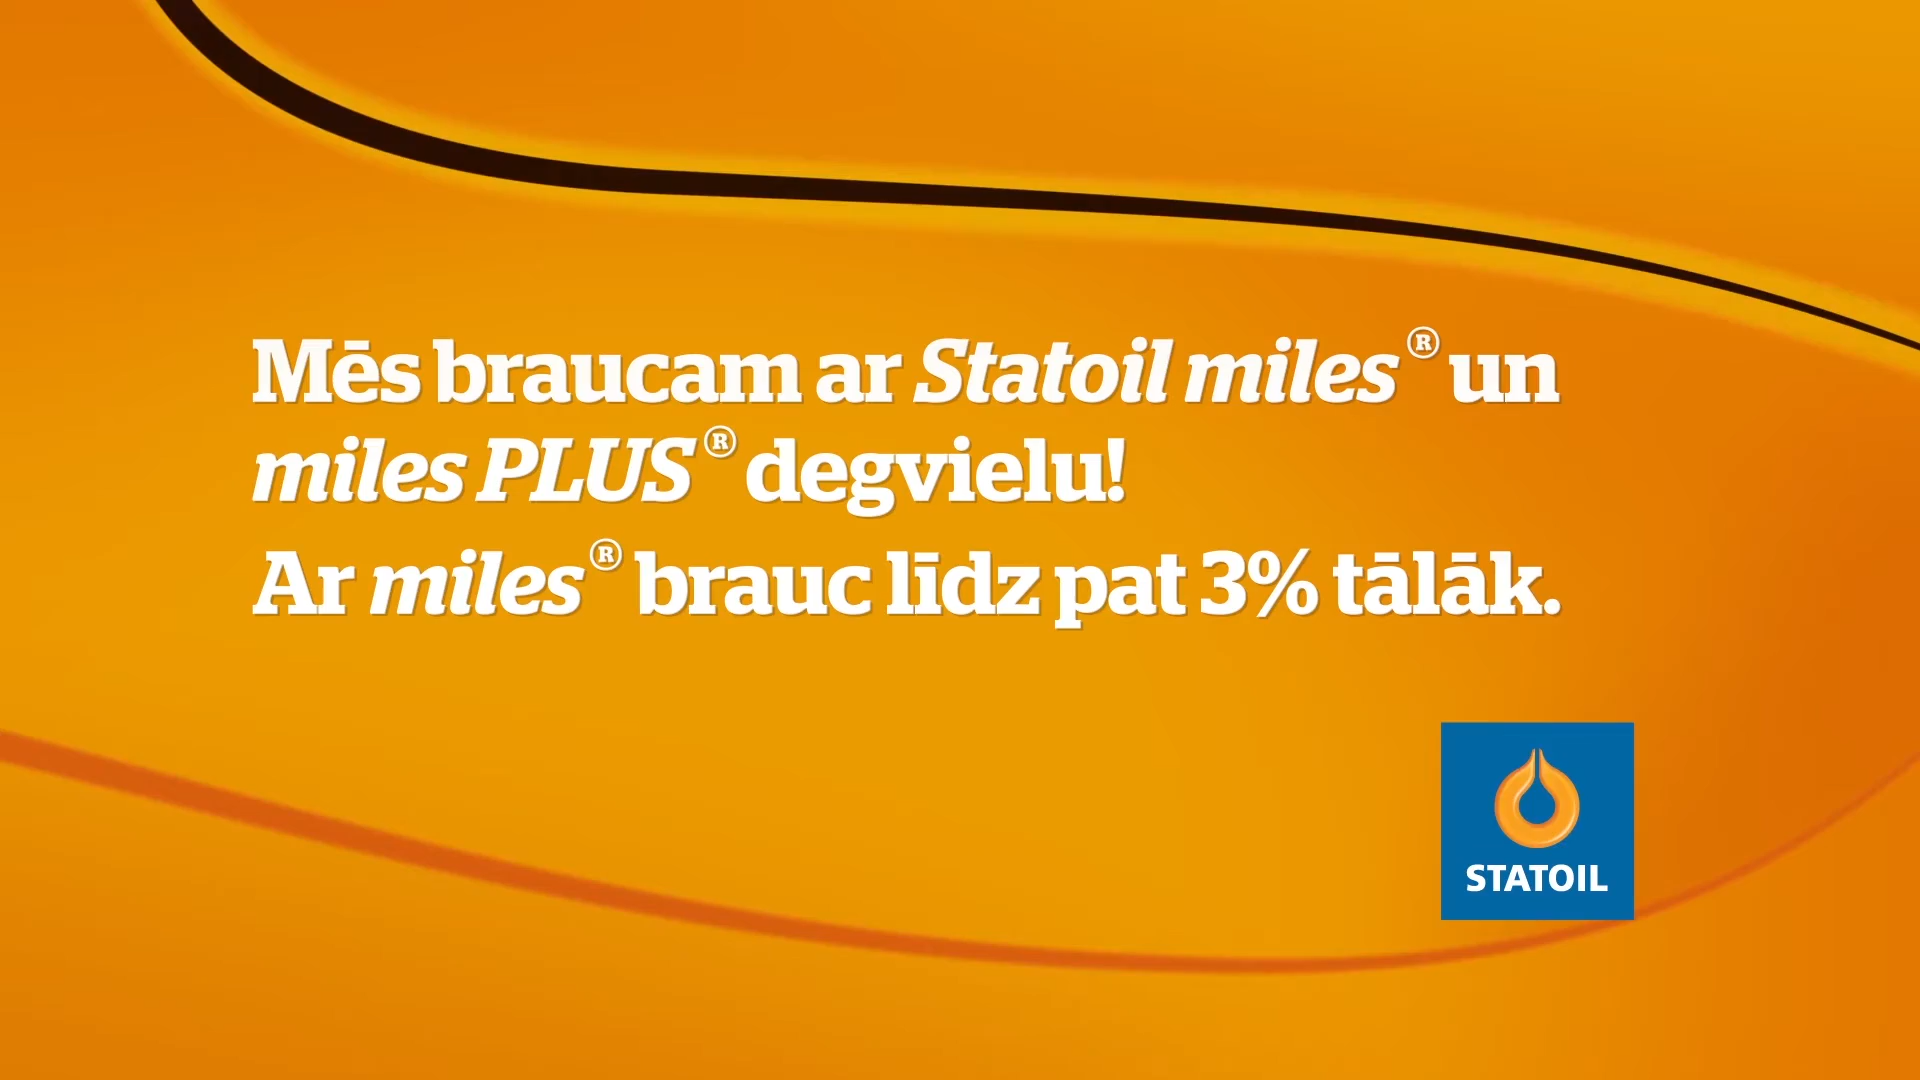 Mēs braucam ar Statoil miles® un
miles PLUS® degvielu!
Ar miles® brauc līdz pat 3% tālāk.
STATOIL